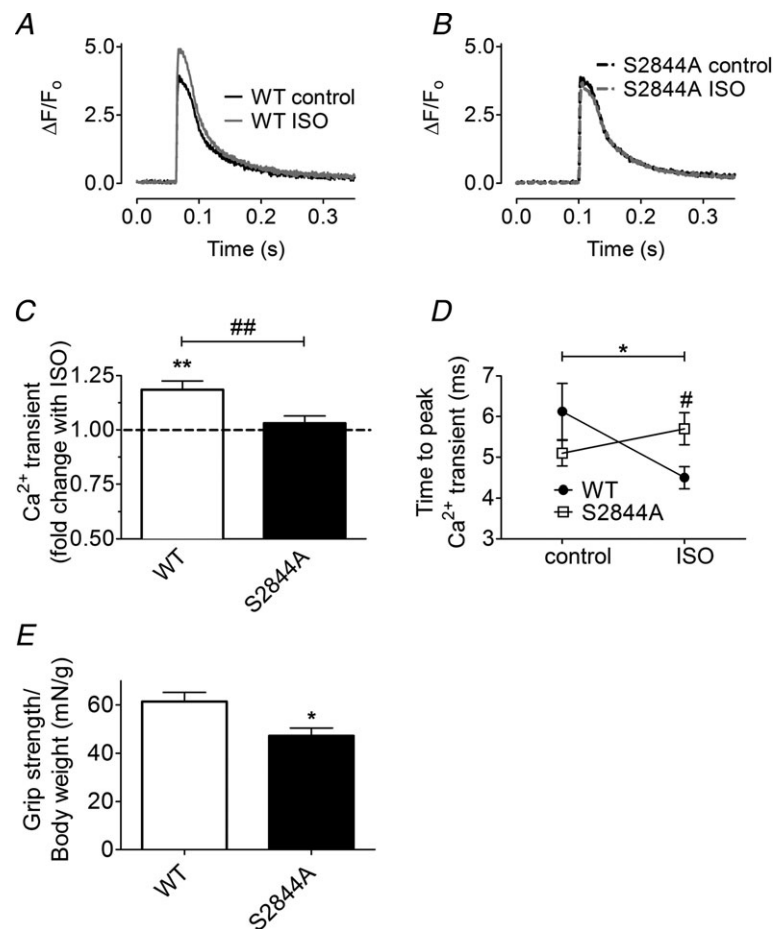 A
5.0
2.5
0.0
ΔF/Fo
WT control
WT ISO
0.0 0.1 0.2 0.3
Time (s)
B
5.0
2.5
0.0
ΔF/Fo
S2844A control
S2844A ISO
0.0 0.1 0.2 0.3
Time (s)
C
##
**
1.25
1.00
0.75
0.50
Ca2+ transient
(fold change with ISO)
WT
S2844A
D
*
#
7
6
5
4
3
Time to peak
Ca2+ transient (ms)
WT
S2844A
control ISO
E
*
60
40
20
0
Grip strength/
Body weight (mN/g)
WT
S2844A